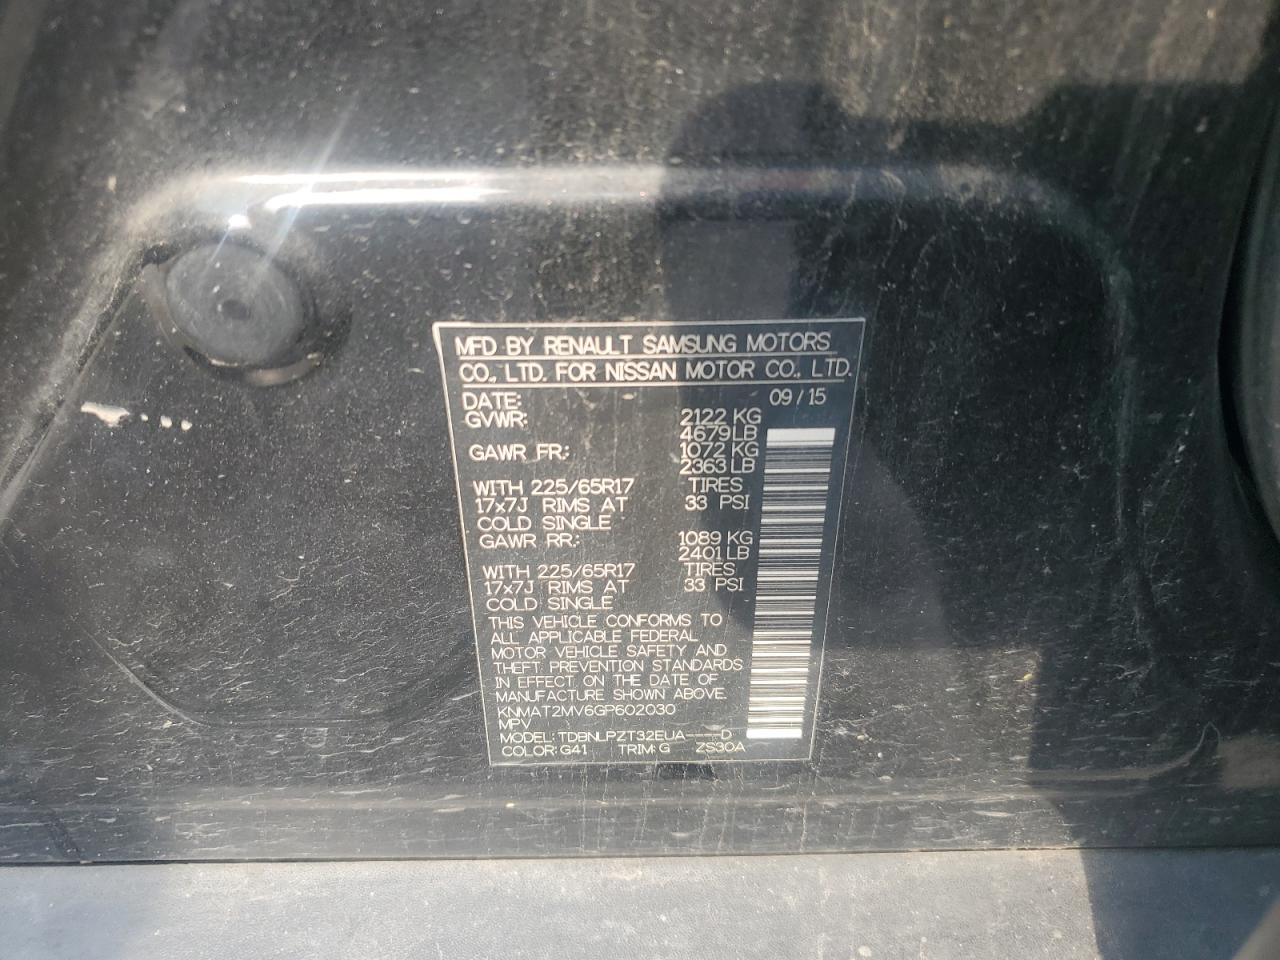 MFD BY RENAULT SAMSUNG MOTORS
CO., LTD. FOR NISSAN MOTOR CO., LTD.
DATE: 09/15
GVWR: 2122 KG
4679LB
GAWR FR: 1072 KG
2363LB
WITH 225/65R17 TIRES
17x7J RIMS AT 33 PSI
COLD SINGLE
GAWR RR: 1089 KG
2401LB
WITH 225/65R17 TIRES
17x7J RIMS AT 33 PSI
COLD SINGLE
THIS VEHICLE CONFORMS TO
ALL APPLICABLE FEDERAL
MOTOR VEHICLE SAFETY AND
THEFT PREVENTION STANDARDS
IN EFFECT ON THE DATE OF
MANUFACTURE SHOWN ABOVE.
KNMAT2MV6GP602030
MPV
MODEL: TDBNLPZT32EUA----D
COLOR: G41 TRIM: G ZS30A